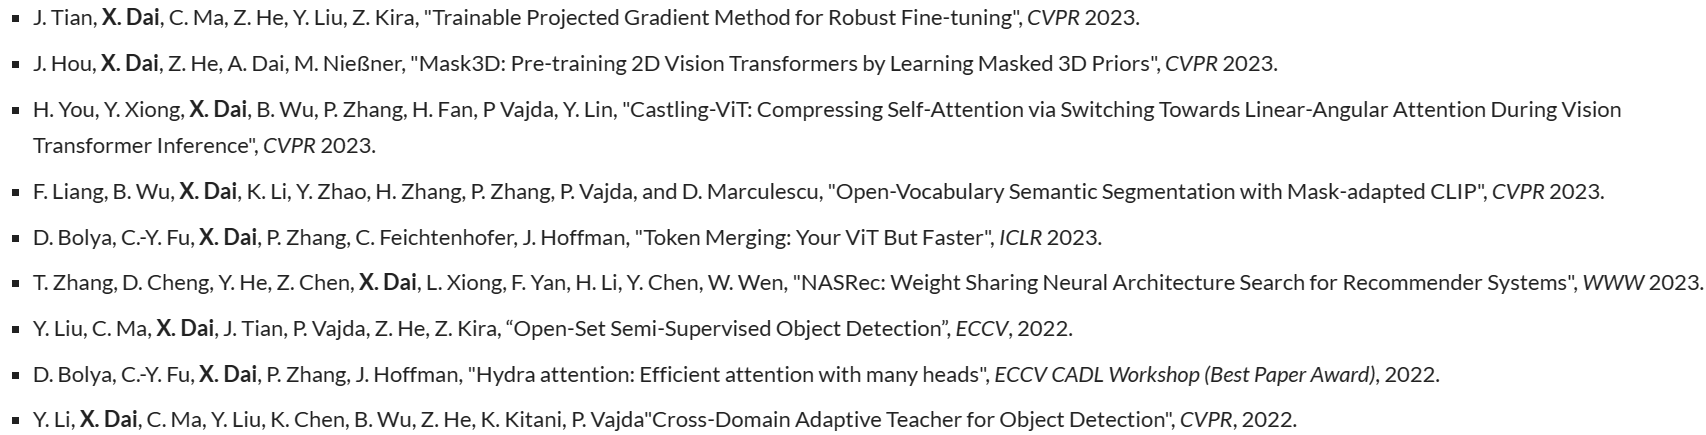 ▪ J. Tian, X. Dai, C. Ma, Z. He, Y. Liu, Z. Kira, "Trainable Projected Gradient Method for Robust Fine-tuning", CVPR 2023.
▪ J. Hou, X. Dai, Z. He, A. Dai, M. Nießner, "Mask3D: Pre-training 2D Vision Transformers by Learning Masked 3D Priors", CVPR 2023.
▪ H. You, Y. Xiong, X. Dai, B. Wu, P. Zhang, H. Fan, P Vajda, Y. Lin, "Castling-ViT: Compressing Self-Attention via Switching Towards Linear-Angular Attention During Vision
Transformer Inference", CVPR 2023.
▪ F. Liang, B. Wu, X. Dai, K. Li, Y. Zhao, H. Zhang, P. Zhang, P. Vajda, and D. Marculescu, "Open-Vocabulary Semantic Segmentation with Mask-adapted CLIP", CVPR 2023.
▪ D. Bolya, C.-Y. Fu, X. Dai, P. Zhang, C. Feichtenhofer, J. Hoffman, "Token Merging: Your ViT But Faster", ICLR 2023.
▪ T. Zhang, D. Cheng, Y. He, Z. Chen, X. Dai, L. Xiong, F. Yan, H. Li, Y. Chen, W. Wen, "NASRec: Weight Sharing Neural Architecture Search for Recommender Systems", WWW 2023.
▪ Y. Liu, C. Ma, X. Dai, J. Tian, P. Vajda, Z. He, Z. Kira, “Open-Set Semi-Supervised Object Detection”, ECCV, 2022.
▪ D. Bolya, C.-Y. Fu, X. Dai, P. Zhang, J. Hoffman, "Hydra attention: Efficient attention with many heads", ECCV CADL Workshop (Best Paper Award), 2022.
▪ Y. Li, X. Dai, C. Ma, Y. Liu, K. Chen, B. Wu, Z. He, K. Kitani, P. Vajda"Cross-Domain Adaptive Teacher for Object Detection", CVPR, 2022.